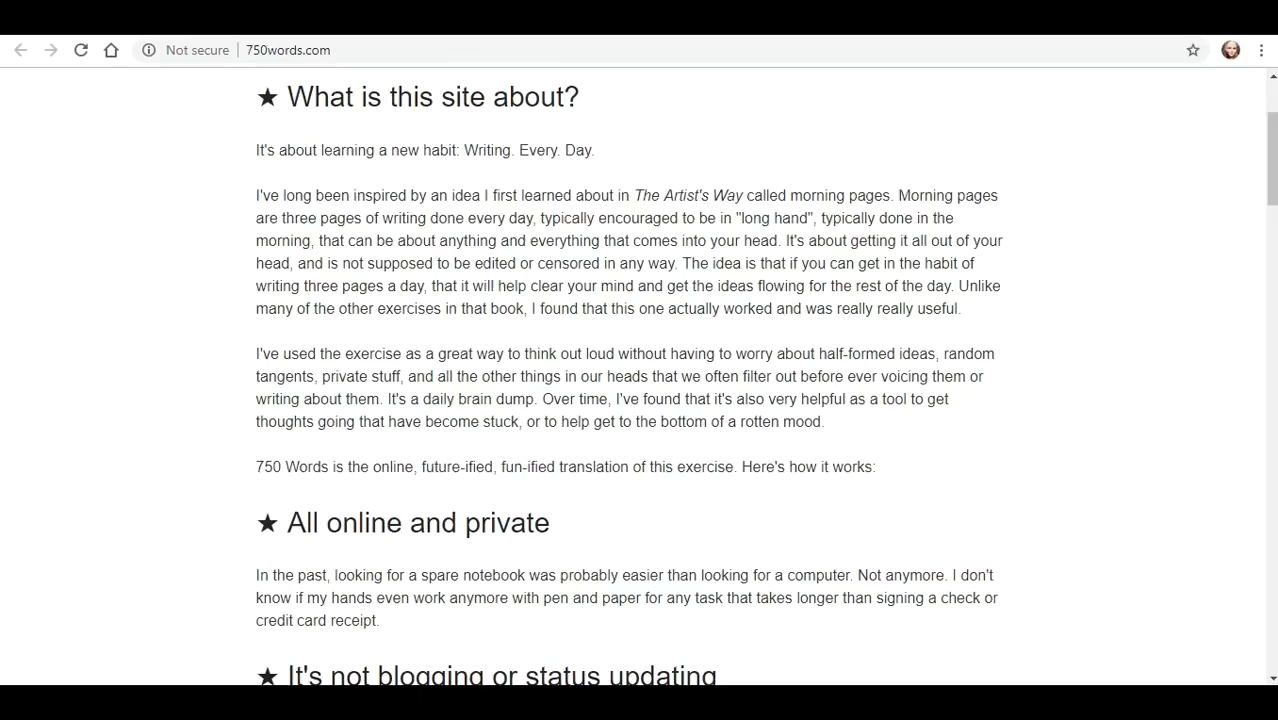 Not secure
750words.com
★ What is this site about?
It's about learning a new habit: Writing. Every. Day.
I've long been inspired by an idea I first learned about in The Artist's Way called morning pages. Morning pages
are three pages of writing done every day, typically encouraged to be in "long hand", typically done in the
morning, that can be about anything and everything that comes into your head. It's about getting it all out of your
head, and is not supposed to be edited or censored in any way. The idea is that if you can get in the habit of
writing three pages a day, that it will help clear your mind and get the ideas flowing for the rest of the day. Unlike
many of the other exercises in that book, I found that this one actually worked and was really really useful.
I've used the exercise as a great way to think out loud without having to worry about half-formed ideas, random
tangents, private stuff, and all the other things in our heads that we often filter out before ever voicing them or
writing about them. It's a daily brain dump. Over time, I've found that it's also very helpful as a tool to get
thoughts going that have become stuck, or to help get to the bottom of a rotten mood.
750 Words is the online, future-ified, fun-ified translation of this exercise. Here's how it works:
★ All online and private
In the past, looking for a spare notebook was probably easier than looking for a computer. Not anymore. I don't
know if my hands even work anymore with pen and paper for any task that takes longer than signing a check or
credit card receipt.
★ It's not blogging or status updating